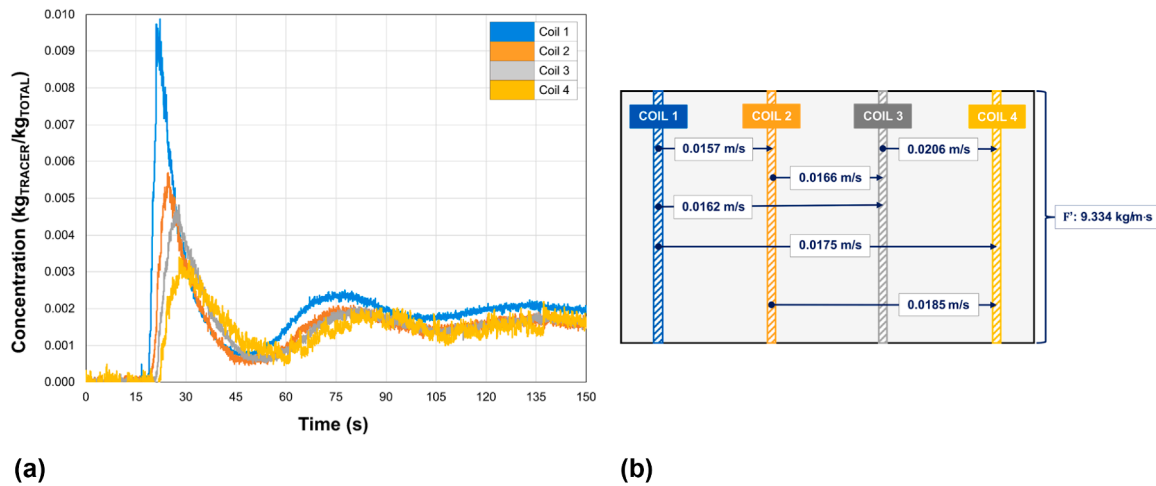 Concentration (kgTRACER/kgTOTAL)
0.010
0.009
0.008
0.007
0.006
0.005
0.004
0.003
0.002
0.001
0.000
Coil 1
Coil 2
Coil 3
Coil 4
0 15 30 45 60 75 90 105 120 135 150
Time (s)
(a)
COIL 1 COIL 2 COIL 3 COIL 4
0.0157 m/s 0.0206 m/s
0.0166 m/s
0.0162 m/s
F': 9.334 kg/m·s
0.0175 m/s
0.0185 m/s
(b)